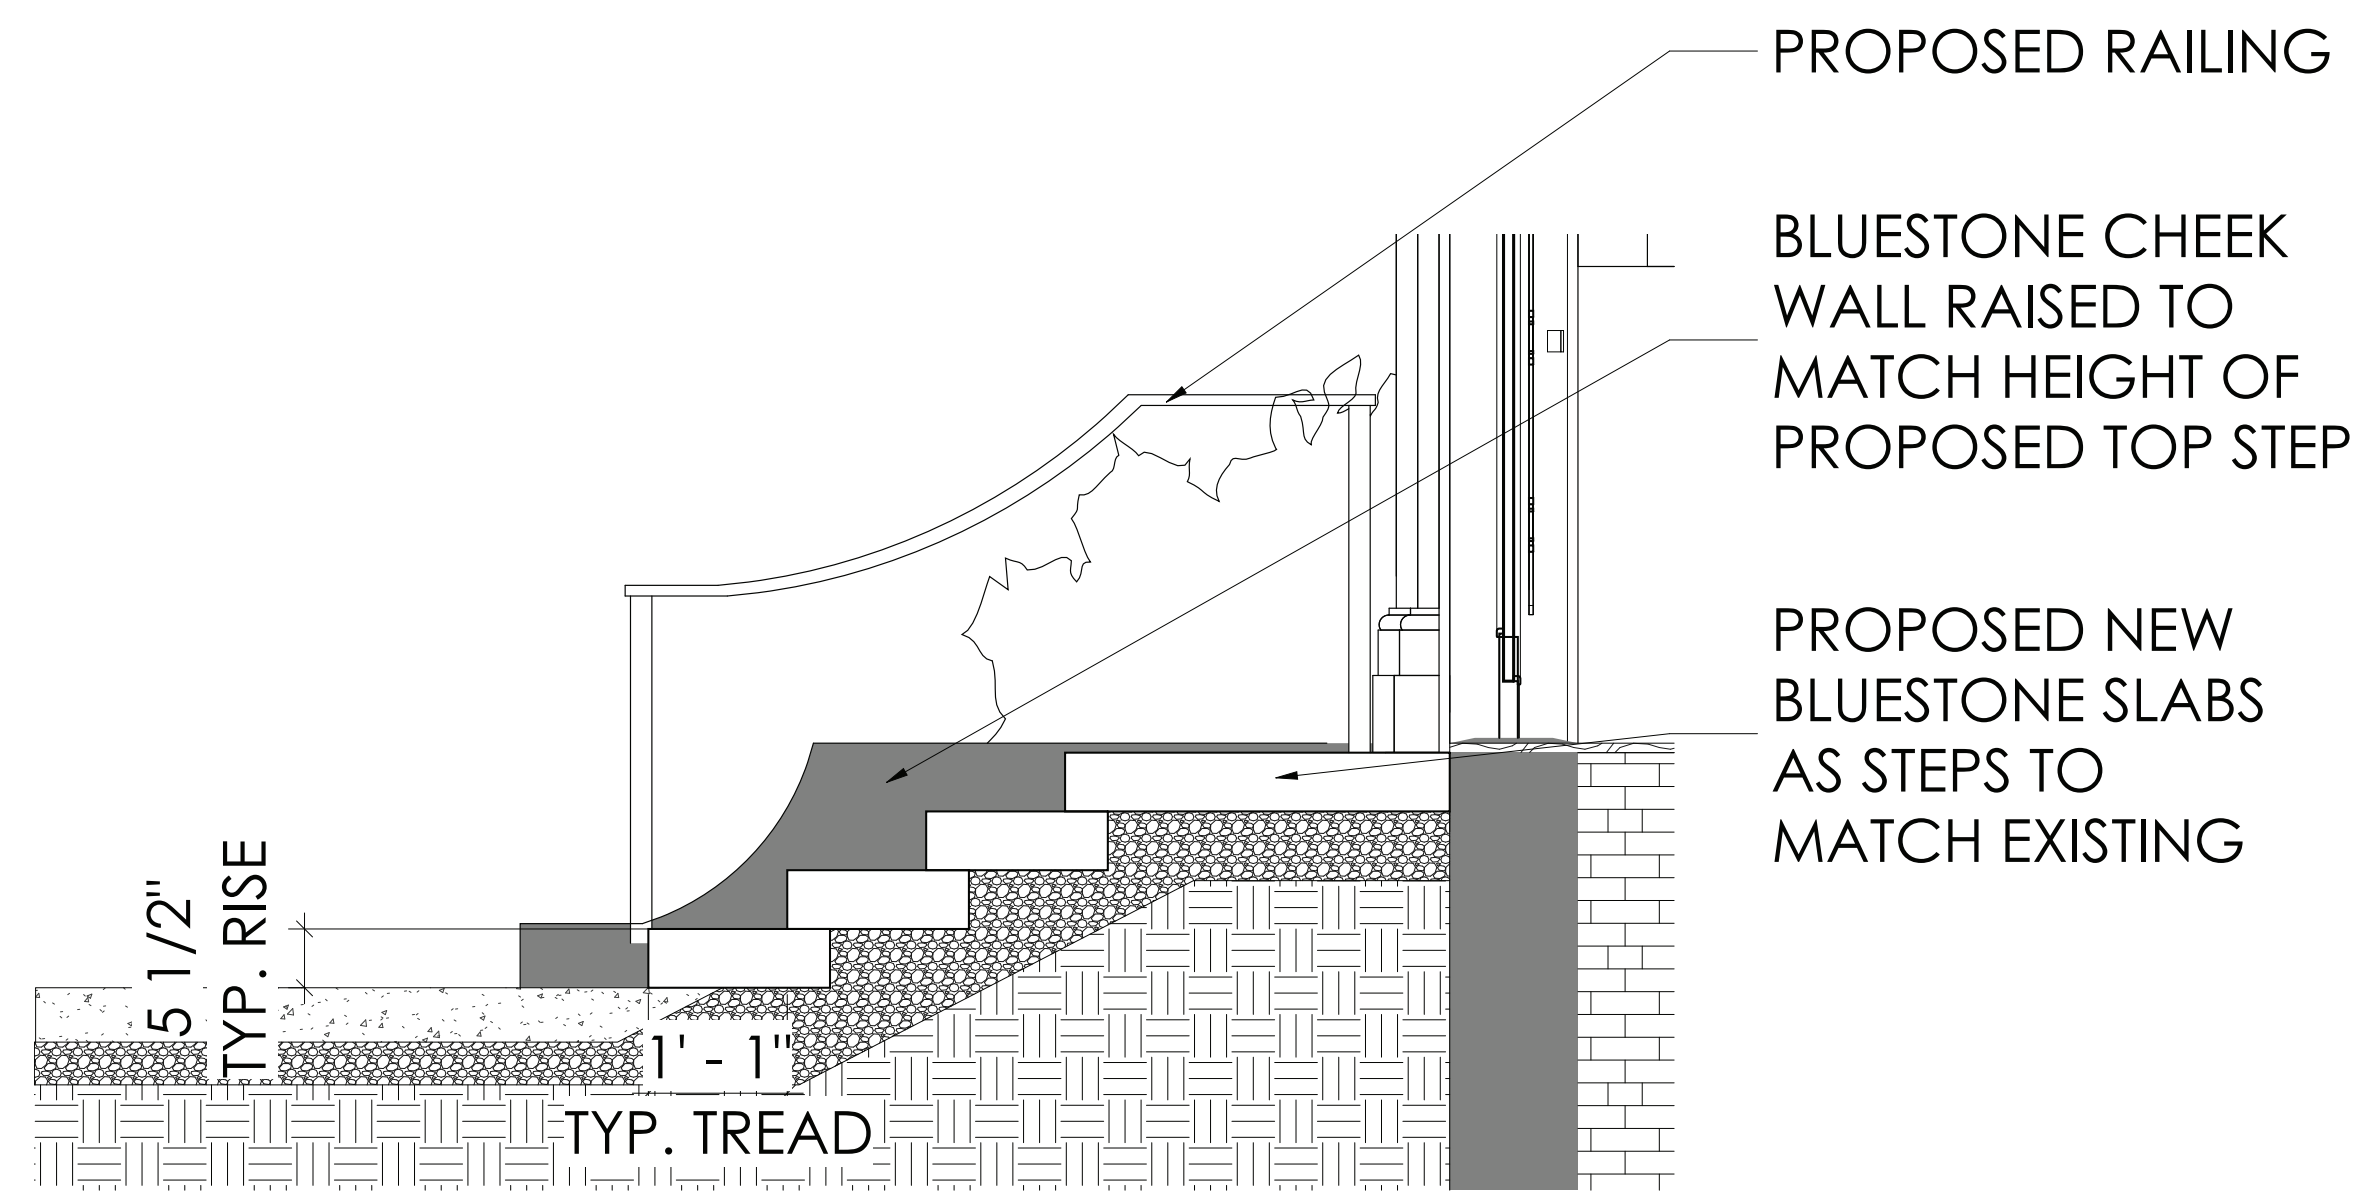 PROPOSED RAILING
BLUESTONE CHEEK
WALL RAISED TO
MATCH HEIGHT OF
PROPOSED TOP STEP
PROPOSED NEW
BLUESTONE SLABS
AS STEPS TO
MATCH EXISTING
5 1/2"
TYP. RISE
1' - 1"
TYP. TREAD